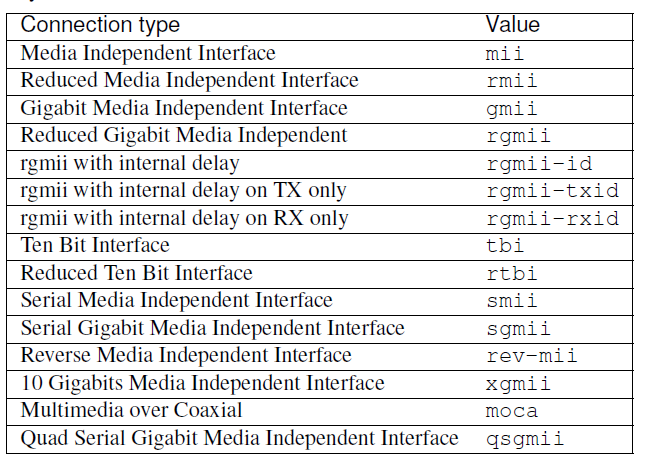 Connection type Value
Media Independent Interface mii
Reduced Media Independent Interface rmii
Gigabit Media Independent Interface gmii
Reduced Gigabit Media Independent rgmii
rgmii with internal delay rgmii-id
rgmii with internal delay on TX only rgmii-txid
rgmii with internal delay on RX only rgmii-rxid
Ten Bit Interface tbi
Reduced Ten Bit Interface rtbi
Serial Media Independent Interface smii
Serial Gigabit Media Independent Interface sgmii
Reverse Media Independent Interface rev-mii
10 Gigabits Media Independent Interface xgmii
Multimedia over Coaxial moca
Quad Serial Gigabit Media Independent Interface qsgmii